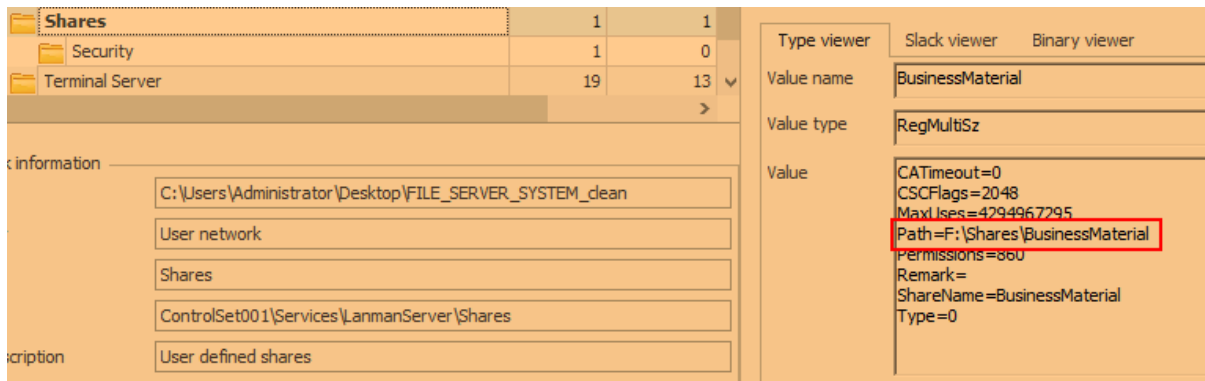 Shares 1 1
Security 1 0
Terminal Server 19 13
information
C:\Users\Administrator\Desktop\FILE_SERVER_SYSTEM_clean
User network
Shares
ControlSet001\Services\LanmanServer\Shares
cription User defined shares
Type viewer Slack viewer Binary viewer
Value name BusinessMaterial
Value type RegMultiSz
Value CATimeout=0
CSCFlags=2048
MaxUses=4294967295
Path=F:\Shares\BusinessMaterial
Permissions=860
Remark=
ShareName=BusinessMaterial
Type=0